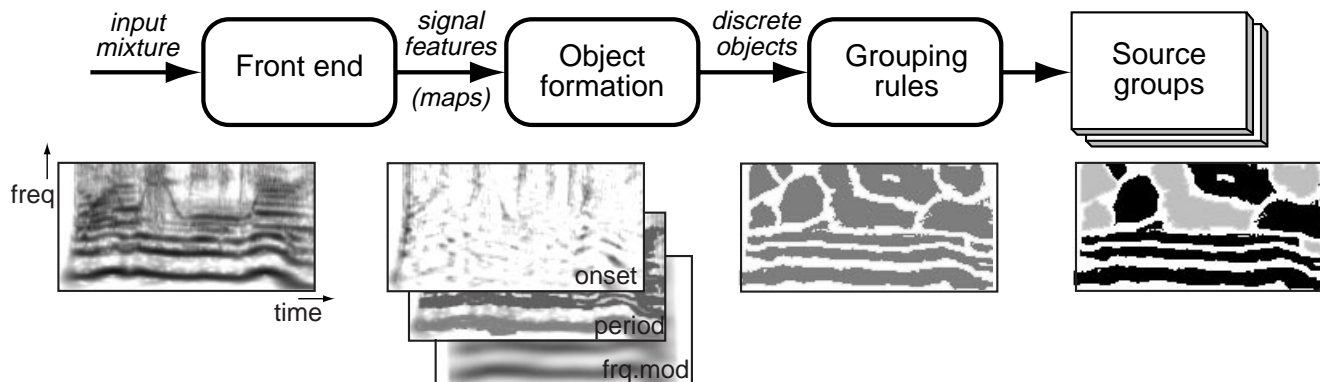 input
mixture
Front end
signal
features
(maps)
Object
formation
discrete
objects
Grouping
rules
Source
groups
freq
time
onset
period
frq.mod